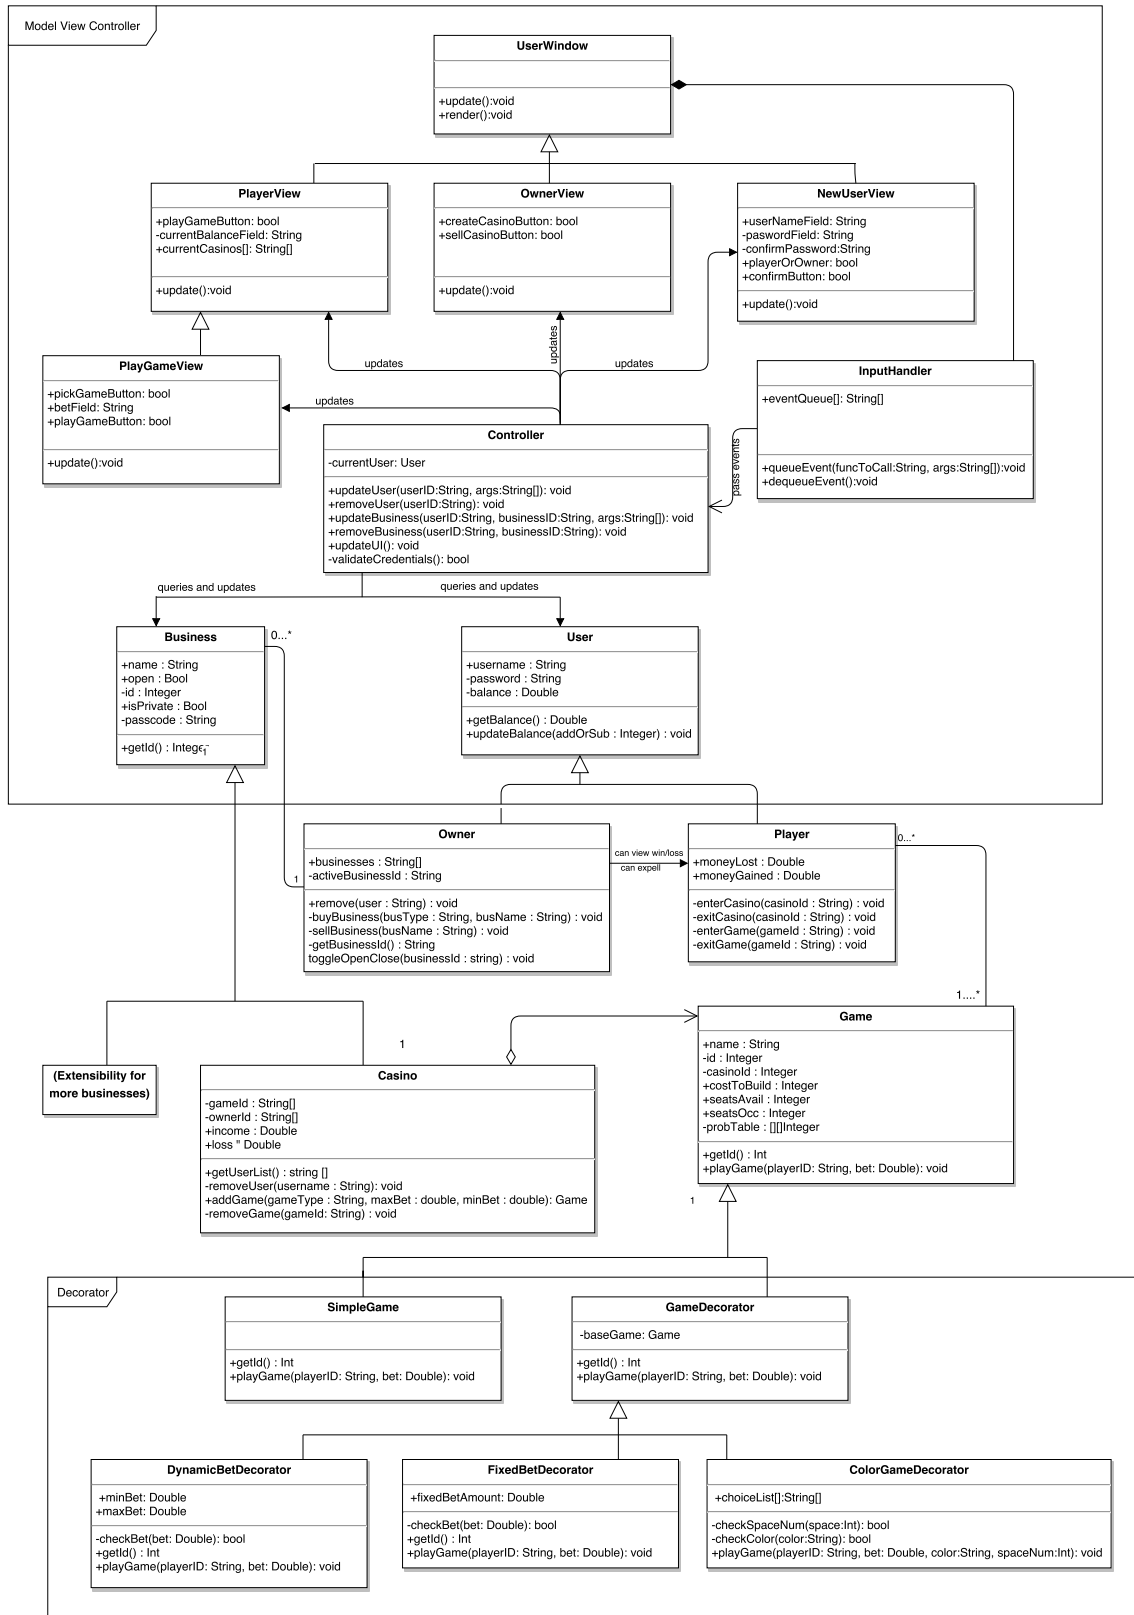 Model View Controller
UserWindow
+update():void
+render():void
PlayerView
+playGameButton: bool
-currentBalanceField: String
+currentCasinos[]: String[]
+update():void
OwnerView
+createCasinoButton: bool
+sellCasinoButton: bool
+update():void
NewUserView
+userNameField: String
-paswordField: String
-confirmPassword:String
+playerOrOwner: bool
+confirmButton: bool
+update():void
updates
updates
updates
updates
PlayGameView
+pickGameButton: bool
+betField: String
+playGameButton: bool
+update():void
InputHandler
+eventQueue[]: String[]
+queueEvent(funcToCall:String, args:String[]):void
+dequeueEvent():void
pass events
Controller
-currentUser: User
+updateUser(userID:String, args:String[]): void
+removeUser(userID:String): void
+updateBusiness(userID:String, businessID:String, args:String[]): void
+removeBusiness(userID:String, businessID:String): void
+updateUI(): void
-validateCredentials(): bool
queries and updates
queries and updates
Business
+name : String
+open : Bool
-id : Integer
+isPrivate : Bool
-passcode : String
+getId() : Integer
1
0...*
User
+username : String
-password : String
-balance : Double
+getBalance() : Double
+updateBalance(addOrSub : Integer) : void
Owner
+businesses : String[]
-activeBusinessId : String
+remove(user : String) : void
-buyBusiness(busType : String, busName : String) : void
-sellBusiness(busName : String) : void
-getBusinessId() : String
toggleOpenClose(businessId : string) : void
1
can view win/loss
can expell
Player
+moneyLost : Double
+moneyGained : Double
-enterCasino(casinoId : String) : void
-exitCasino(casinoId : String) : void
-enterGame(gameId : String) : void
-exitGame(gameId : String) : void
0...*
1....*
(Extensibility for
more businesses)
1
Casino
-gameId : String[]
-ownerId : String[]
+income : Double
+loss " Double
+getUserList() : string []
-removeUser(username : String): void
+addGame(gameType : String, maxBet : double, minBet : double): Game
-removeGame(gameId: String) : void
Game
+name : String
-id : Integer
-casinoId : Integer
+costToBuild : Integer
+seatsAvail : Integer
+seatsOcc : Integer
-probTable : [][]Integer
+getId() : Int
+playGame(playerID: String, bet: Double): void
1
Decorator
SimpleGame
+getId() : Int
+playGame(playerID: String, bet: Double): void
GameDecorator
-baseGame: Game
+getId() : Int
+playGame(playerID: String, bet: Double): void
DynamicBetDecorator
+minBet: Double
+maxBet: Double
-checkBet(bet: Double): bool
+getId() : Int
+playGame(playerID: String, bet: Double): void
FixedBetDecorator
+fixedBetAmount: Double
-checkBet(bet: Double): bool
+getId() : Int
+playGame(playerID: String, bet: Double): void
ColorGameDecorator
+choiceList[]:String[]
-checkSpaceNum(space:Int): bool
-checkColor(color:String): bool
+playGame(playerID: String, bet: Double, color:String, spaceNum:Int): void